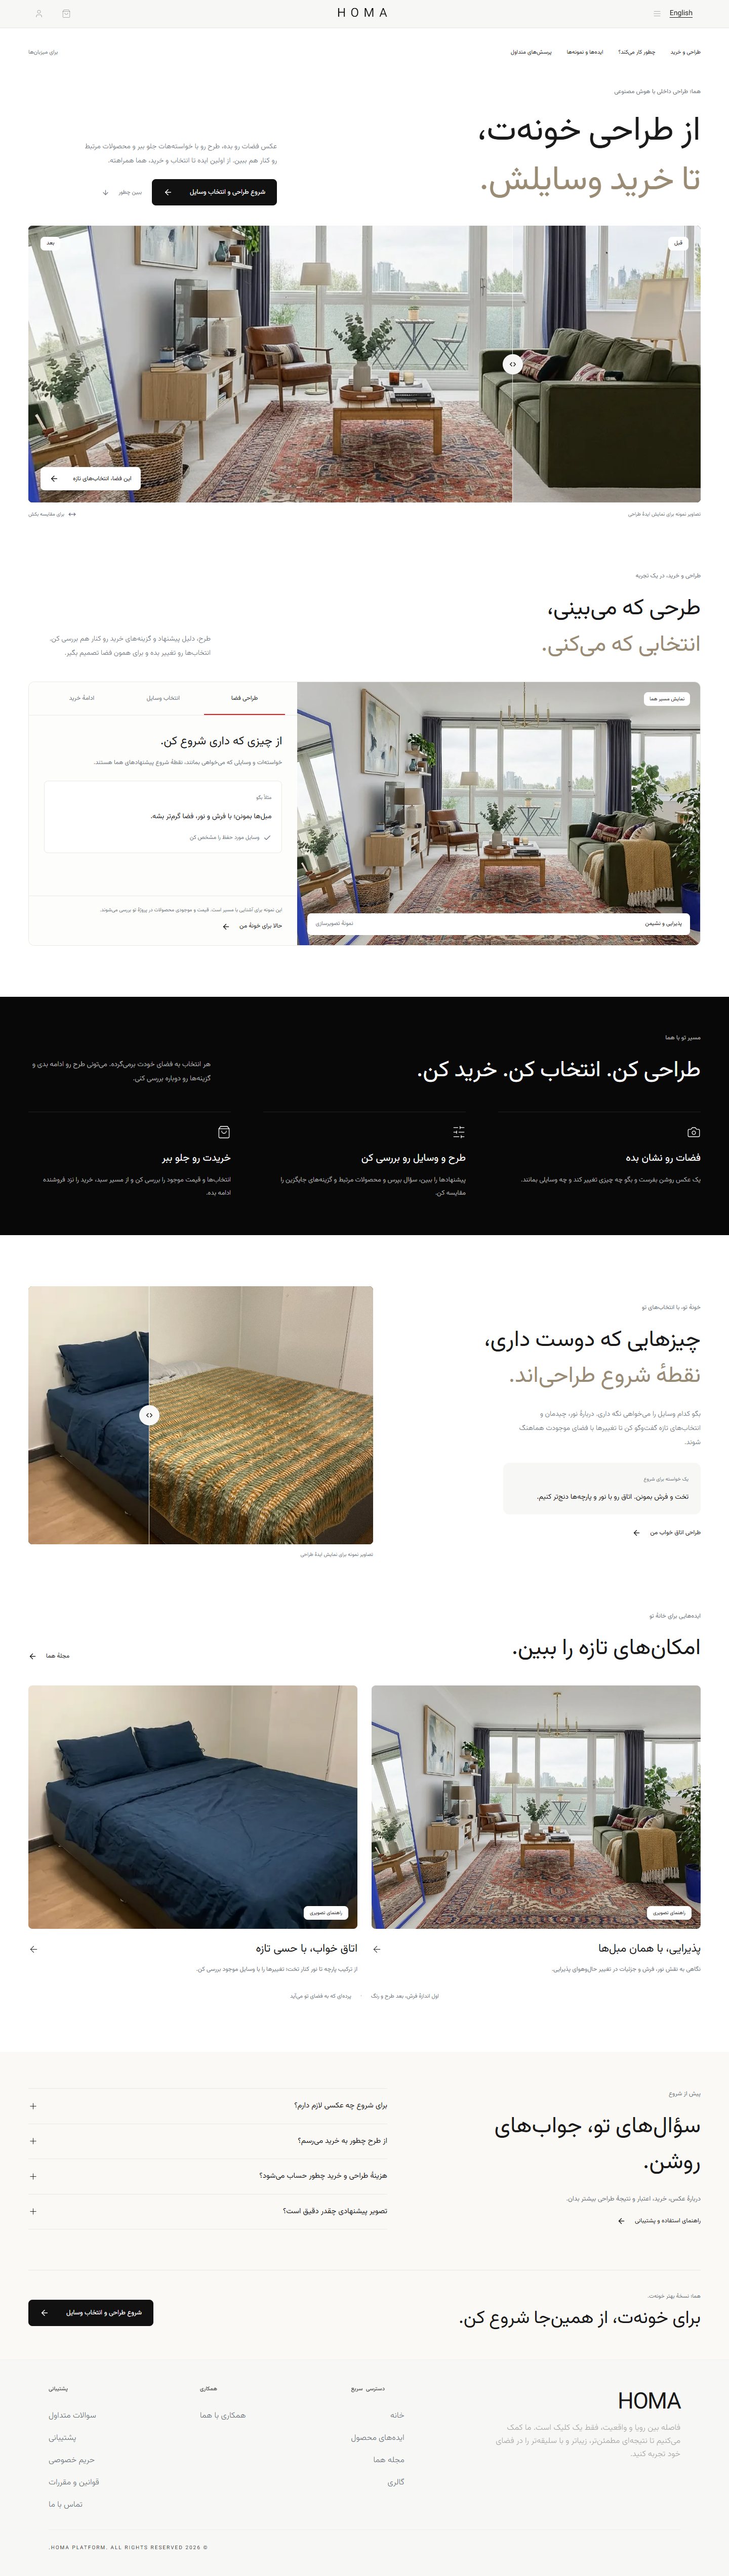 English
HOMA
طراحی و خرید
چطور کار می‌کند؟
ایده‌ها و نمونه‌ها
پرسش‌های متداول
برای میزبان‌ها
هما؛ طراحی داخلی با هوش مصنوعی
از طراحی خونه‌ت،
تا خرید وسایلش.
عکس فضات رو بده، طرح رو با خواسته‌هات جلو ببر و محصولات مرتبط
رو کنار هم ببین. از اولین ایده تا انتخاب و خرید، هما همراهته.
شروع طراحی و انتخاب وسایل
ببین چطور
قبل
بعد
این فضا، انتخاب‌های تازه
تصاویر نمونه برای نمایش ایدهٔ طراحی
برای مقایسه بکش
طراحی و خرید، در یک تجربه
طرحی که می‌بینی،
انتخابی که می‌کنی.
طرح، دلیل پیشنهاد و گزینه‌های خرید رو کنار هم بررسی کن.
انتخاب‌ها رو تغییر بده و برای همون فضا تصمیم بگیر.
نمایش مسیر هما
پذیرایی و نشیمن
نمونهٔ تصویرسازی
طراحی فضا
انتخاب وسایل
ادامهٔ خرید
از چیزی که داری شروع کن.
خواسته‌ات و وسایلی که می‌خواهی بمانند، نقطهٔ شروع پیشنهادهای هما هستند.
مثلاً بگو
مبل‌ها بمونن؛ با فرش و نور، فضا گرم‌تر بشه.
وسایل مورد حفظ را مشخص کن
این نمونه برای آشنایی با مسیر است. قیمت و موجودی محصولات در پروژهٔ تو بررسی می‌شوند.
حالا برای خونهٔ من
مسیر تو با هما
طراحی کن. انتخاب کن. خرید کن.
هر انتخاب به فضای خودت برمی‌گرده. می‌تونی طرح رو ادامه بدی و
گزینه‌ها رو دوباره بررسی کنی.
فضات رو نشان بده
یک عکس روشن بفرست و بگو چه چیزی تغییر کند و چه وسایلی بمانند.
طرح و وسایل رو بررسی کن
پیشنهادها را ببین، سؤال بپرس و محصولات مرتبط و گزینه‌های جایگزین را
مقایسه کن.
خریدت رو جلو ببر
انتخاب‌ها و قیمت موجود را بررسی کن و از مسیر سبد، خرید را نزد فروشنده
ادامه بده.
خونهٔ تو، با انتخاب‌های تو
چیزهایی که دوست داری،
نقطهٔ شروع طراحی‌اند.
بگو کدام وسایل را می‌خواهی نگه داری. دربارهٔ نور، چیدمان و
انتخاب‌های تازه گفت‌وگو کن تا تغییرها با فضای موجودت هماهنگ
شوند.
یک خواسته برای شروع
تخت و فرش بمونن. اتاق رو با نور و پارچه‌ها دنج‌تر کنیم.
طراحی اتاق خواب من
تصاویر نمونه برای نمایش ایدهٔ طراحی
ایده‌هایی برای خانهٔ تو
امکان‌های تازه را ببین.
مجلهٔ هما
راهنمای تصویری
راهنمای تصویری
پذیرایی، با همان مبل‌ها
نگاهی به نقش نور، فرش و جزئیات در تغییر حال‌وهوای پذیرایی.
اتاق خواب، با حسی تازه
از ترکیب پارچه تا نور کنار تخت؛ تغییرها را با وسایل موجود بررسی کن.
اول اندازهٔ فرش، بعد طرح و رنگ
پرده‌ای که به فضای تو می‌آید
پیش از شروع
سؤال‌های تو، جواب‌های
روشن.
دربارهٔ عکس، خرید، اعتبار و نتیجهٔ طراحی بیشتر بدان.
راهنمای استفاده و پشتیبانی
برای شروع چه عکسی لازم دارم؟
از طرح چطور به خرید می‌رسم؟
هزینهٔ طراحی و خرید چطور حساب می‌شود؟
تصویر پیشنهادی چقدر دقیق است؟
هما؛ نسخهٔ بهتر خونه‌ت.
برای خونه‌ت، از همین‌جا شروع کن.
شروع طراحی و انتخاب وسایل
HOMA
فاصله بین رویا و واقعیت، فقط یک کلیک است. ما کمک
می‌کنیم تا نتیجه‌ای مطمئن‌تر، زیباتر و با سلیقه‌تر را در فضای
خود تجربه کنید.
دسترسی سریع
خانه
ایده‌های محصول
مجله هما
گالری
همکاری
همکاری با هما
پشتیبانی
سوالات متداول
پشتیبانی
حریم خصوصی
قوانین و مقررات
تماس با ما
© 2026 HOMA PLATFORM. ALL RIGHTS RESERVED.